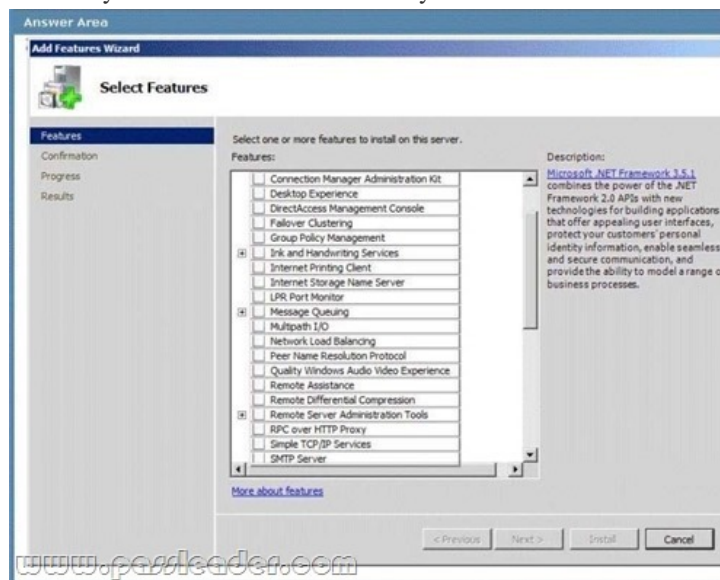 Answer Area
Add Features Wizard
Select Features
Features
Confirmation
Progress
Results
Select one or more features to install on this server.
Features:
Connection Manager Administration Kit
Desktop Experience
DirectAccess Management Console
Failover Clustering
Group Policy Management
Ink and Handwriting Services
Internet Printing Client
Internet Storage Name Server
LPR Port Monitor
Message Queuing
Multipath I/O
Network Load Balancing
Peer Name Resolution Protocol
Quality Windows Audio Video Experience
Remote Assistance
Remote Differential Compression
Remote Server Administration Tools
RPC over HTTP Proxy
Simple TCP/IP Services
SMTP Server
More about features
Description:
Microsoft .NET Framework 3.5.1
combines the power of the .NET
Framework 2.0 APIs with new
technologies for building applications
that offer appealing user interfaces,
protect your customers' personal
identity information, enable seamless
and secure communication, and
provide the ability to model a range
business processes.
< Previous
Next >
Install
Cancel
www.passleader.com